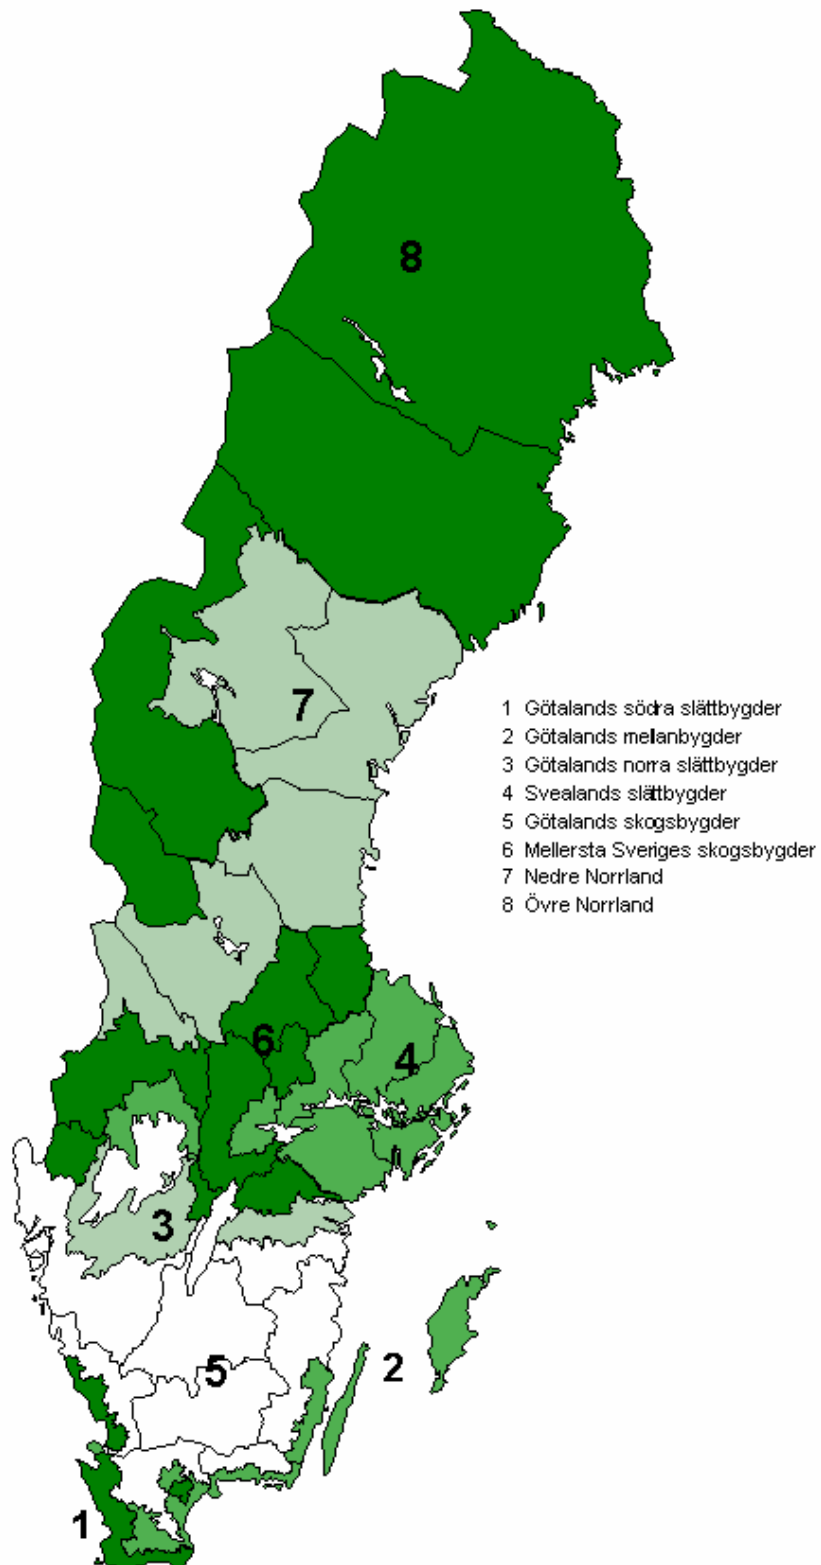 8
7
1 Götalands södra slättbygder
2 Götalands mellanbygder
3 Götalands norra slättbygder
4 Svealands slättbygder
5 Götalands skogsbygder
6 Mellersta Sveriges skogsbygder
7 Nedre Norrland
8 Övre Norrland
6
4
3
5
2
1